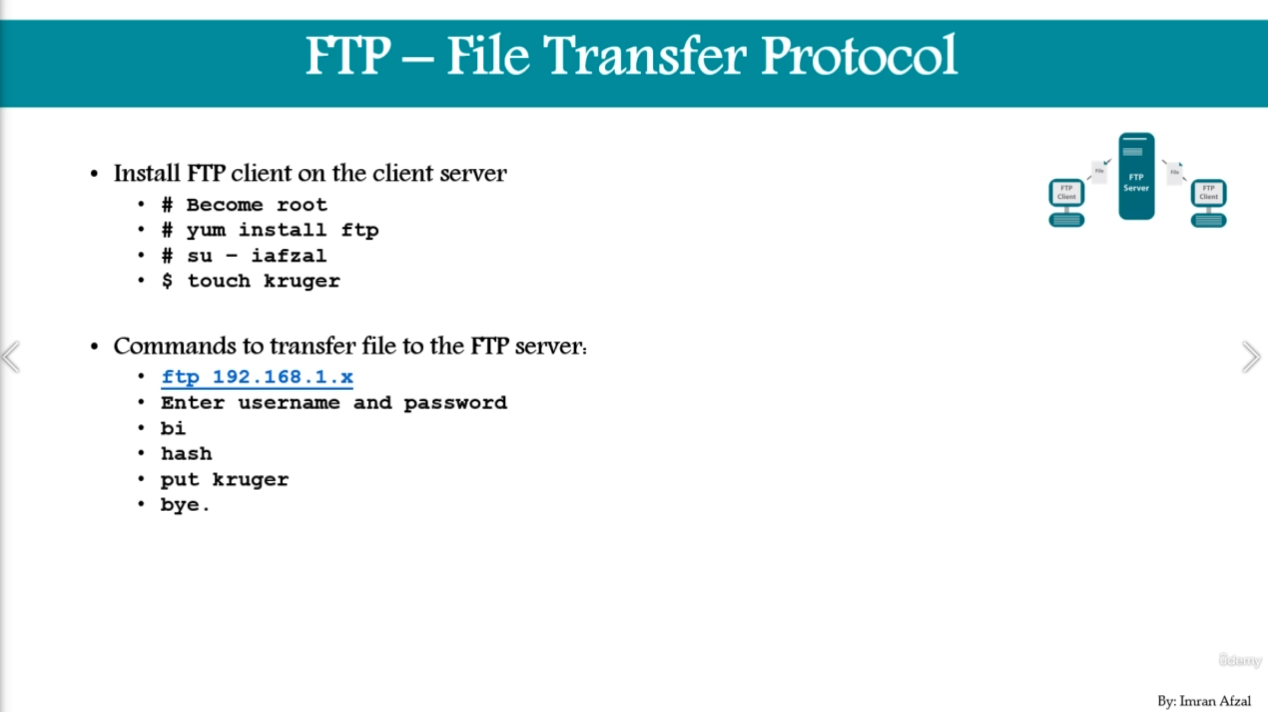 FTP – File Transfer Protocol
• Install FTP client on the client server
• # Become root
• # yum install ftp
• # su – iafzal
• $ touch kruger
• Commands to transfer file to the FTP server:
• ftp 192.168.1.x
• Enter username and password
• bi
• hash
• put kruger
• bye.
FTP
Client
File
FTP
Server
File
FTP
Client
ûdemy
By: Imran Afzal